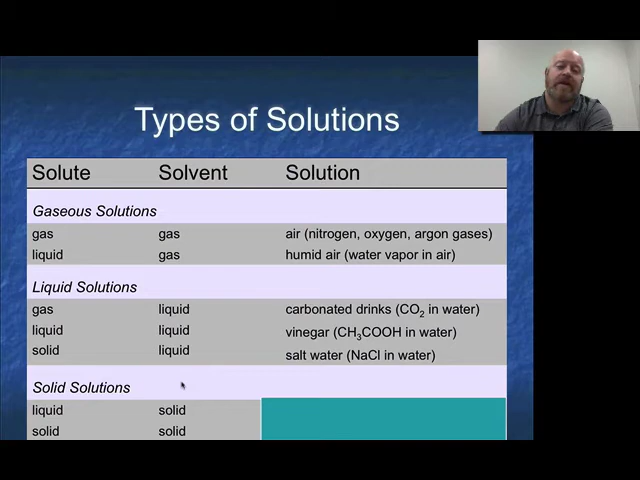 Types of Solutions
Solute Solvent Solution
Gaseous Solutions
gas gas air (nitrogen, oxygen, argon gases)
liquid gas humid air (water vapor in air)
Liquid Solutions
gas liquid carbonated drinks (CO₂ in water)
liquid liquid vinegar (CH₃COOH in water)
solid liquid salt water (NaCl in water)
Solid Solutions
liquid solid
solid solid